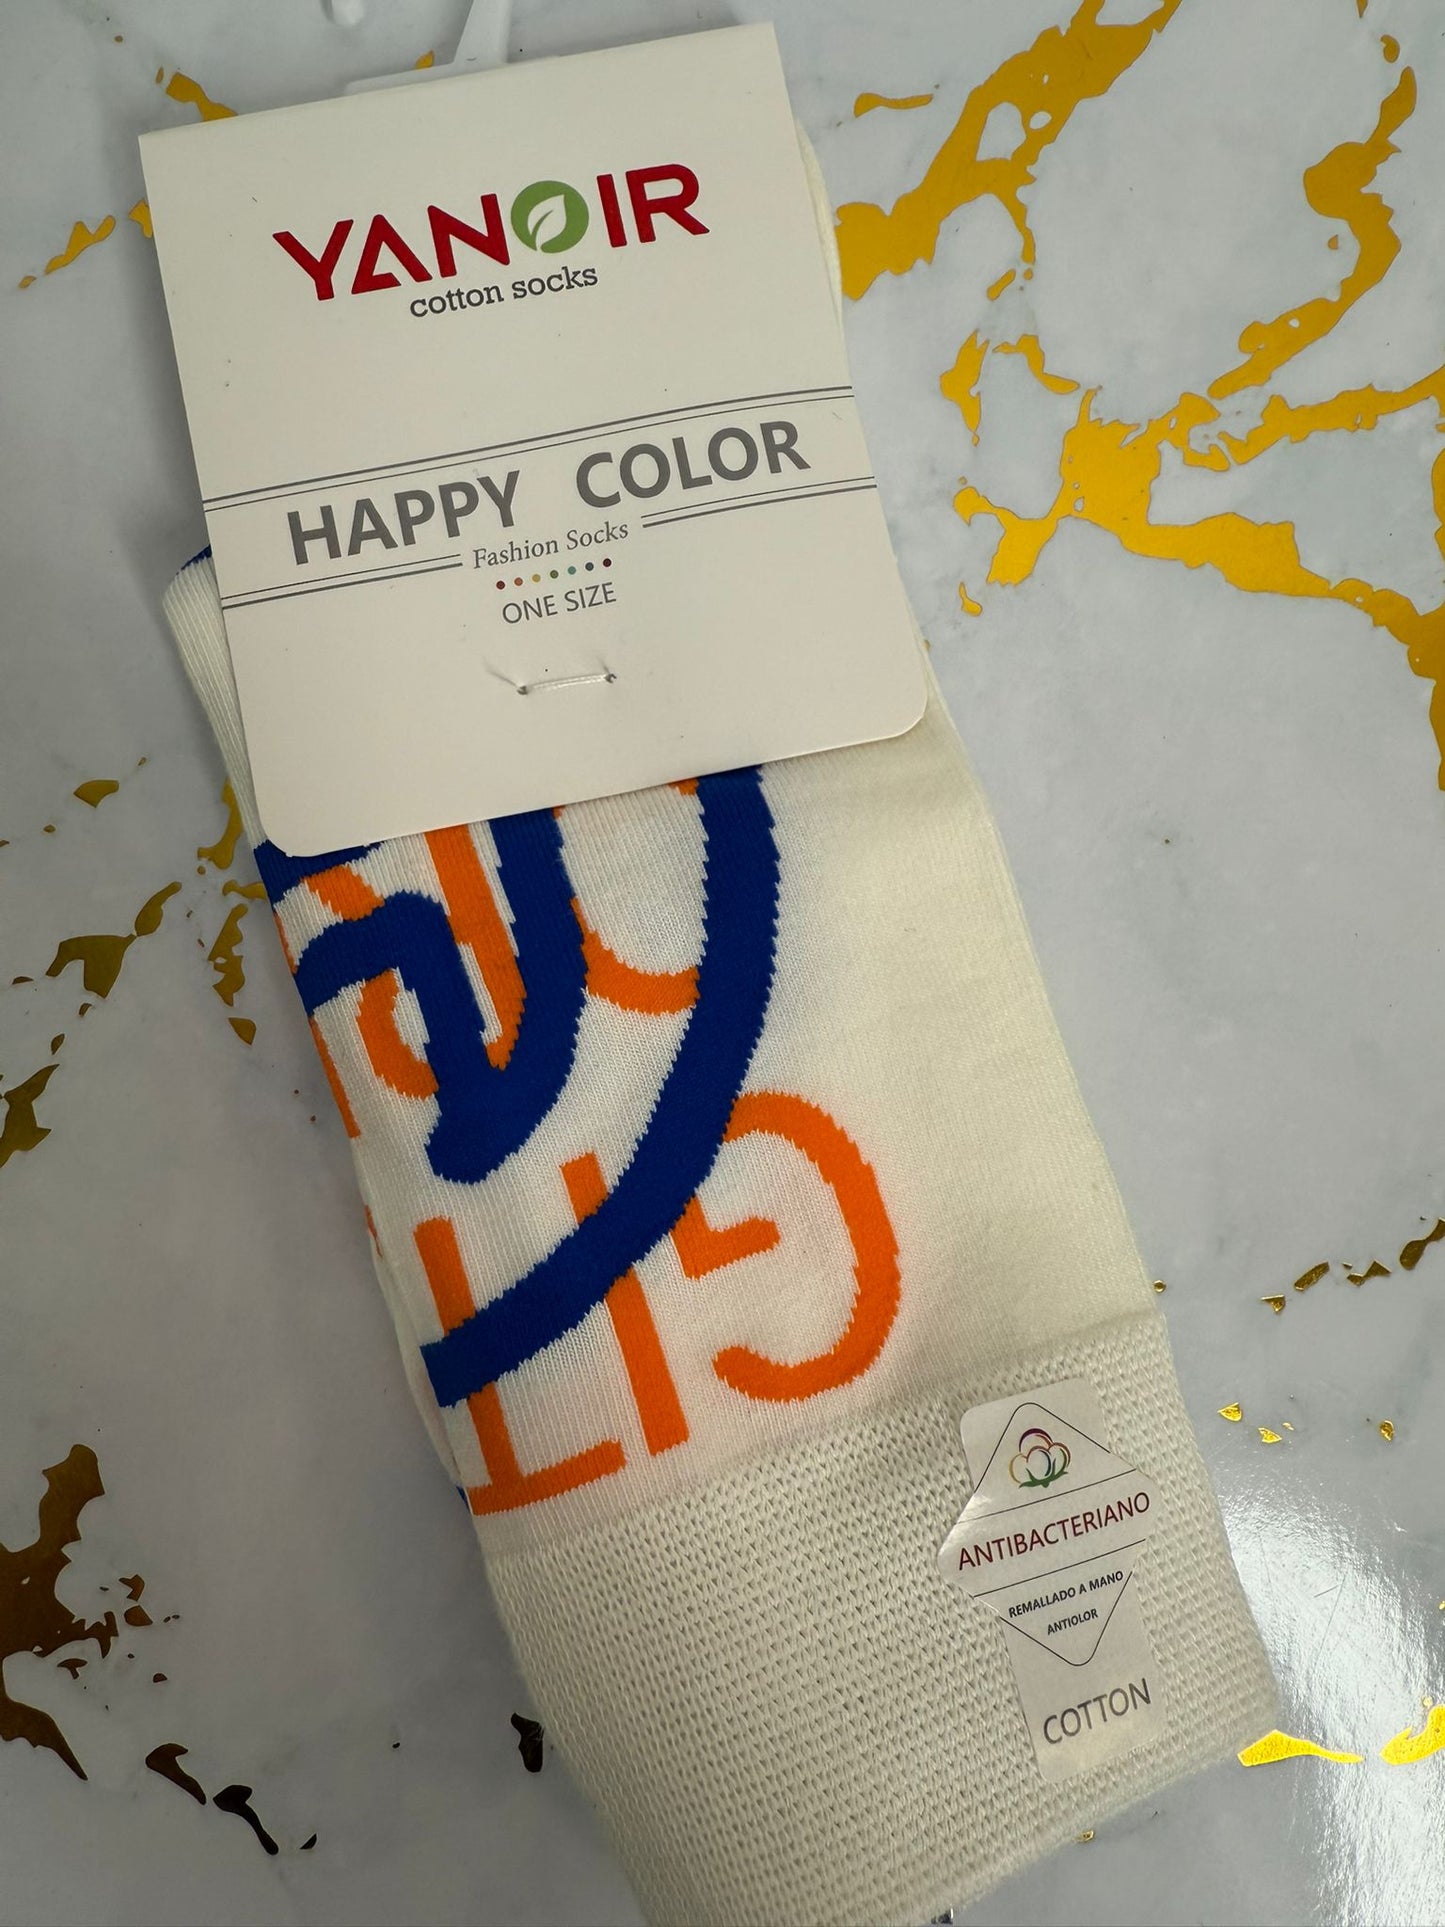 YANOIR
cotton socks
HAPPY COLOR
Fashion Socks
ONE SIZE
ANTIBACTERIANO
REMALLADO A MANO
ANTIOLOR
COTTON